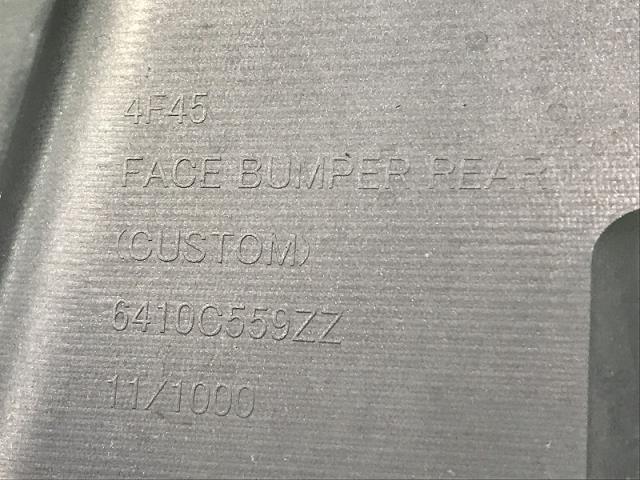 4F45
FACE BUMPER REAR
(CUSTOM)
6410C559ZZ
11/1000